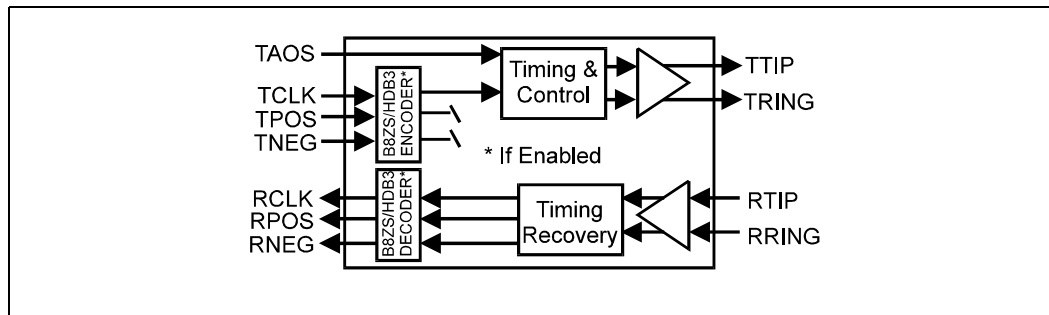 TAOS
TCLK
TPOS
TNEG
B8ZS/HDB3
ENCODER*
Timing &
Control
TTIP
TRING
* If Enabled
RCLK
RPOS
RNEG
B8ZS/HDB3
DECODER*
Timing
Recovery
RTIP
RRING